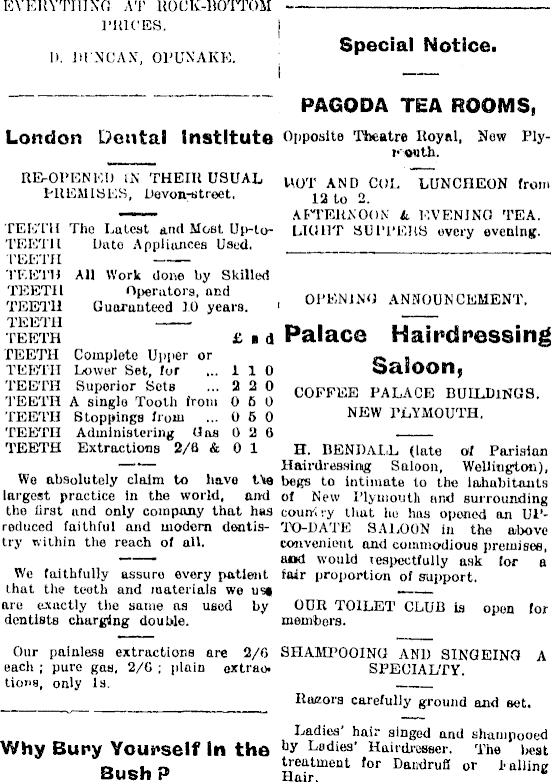 EVERYTHING AT ROCK-BOTTOM
PRICES.
D. DUNCAN, OPUNAKE.
London Dental Institute
RE-OPENED IN THEIR USUAL
PREMISES, Devon-street.
TEETH The Latest and Most Up-to-
TEETH Date Appliances Used.
TEETH
TEETH All Work done by Skilled
TEETH Operators, and
TEETH Guaranteed 10 years.
TEETH
TEETH £ s d
TEETH Complete Upper or
TEETH Lower Set, for ... 1 1 0
TEETH Superior Sets ... 2 2 0
TEETH A single Tooth from 0 5 0
TEETH Stoppings from ... 0 5 0
TEETH Administering Gas 0 2 6
TEETH Extractions 2/6 & 0 1
We absolutely claim to have the
largest practice in the world, and
the first and only company that has
reduced faithful and modern dentis-
try within the reach of all.
We faithfully assure every patient
that the teeth and materials we use
are exactly the same as used by
dentists charging double.
Our painless extractions are 2/6
each ; pure gas, 2/6 ; plain extrac-
tions, only 1s.
Why Bury Yourself in the
Bush ?
Special Notice.
PAGODA TEA ROOMS,
Opposite Theatre Royal, New Ply-
mouth.
HOT AND COL LUNCHEON from
12 to 2.
AFTERNOON & EVENING TEA.
LIGHT SUPPERS every evening.
OPENING ANNOUNCEMENT.
Palace Hairdressing
Saloon,
COFFEE PALACE BUILDINGS.
NEW PLYMOUTH.
H. BENDALL (late of Parisian
Hairdressing Saloon, Wellington),
begs to intimate to the Inhabitants
of New Plymouth and surrounding
country that he has opened an UP-
TO-DATE SALOON in the above
convenient and commodious premises,
and would respectfully ask for a
fair proportion of support.
OUR TOILET CLUB is open for
members.
SHAMPOOING AND SINGEING A
SPECIALTY.
Razors carefully ground and set.
Ladies' hair singed and shampooed
by Ladies' Hairdresser. The best
treatment for Dandruff or Falling
Hair.